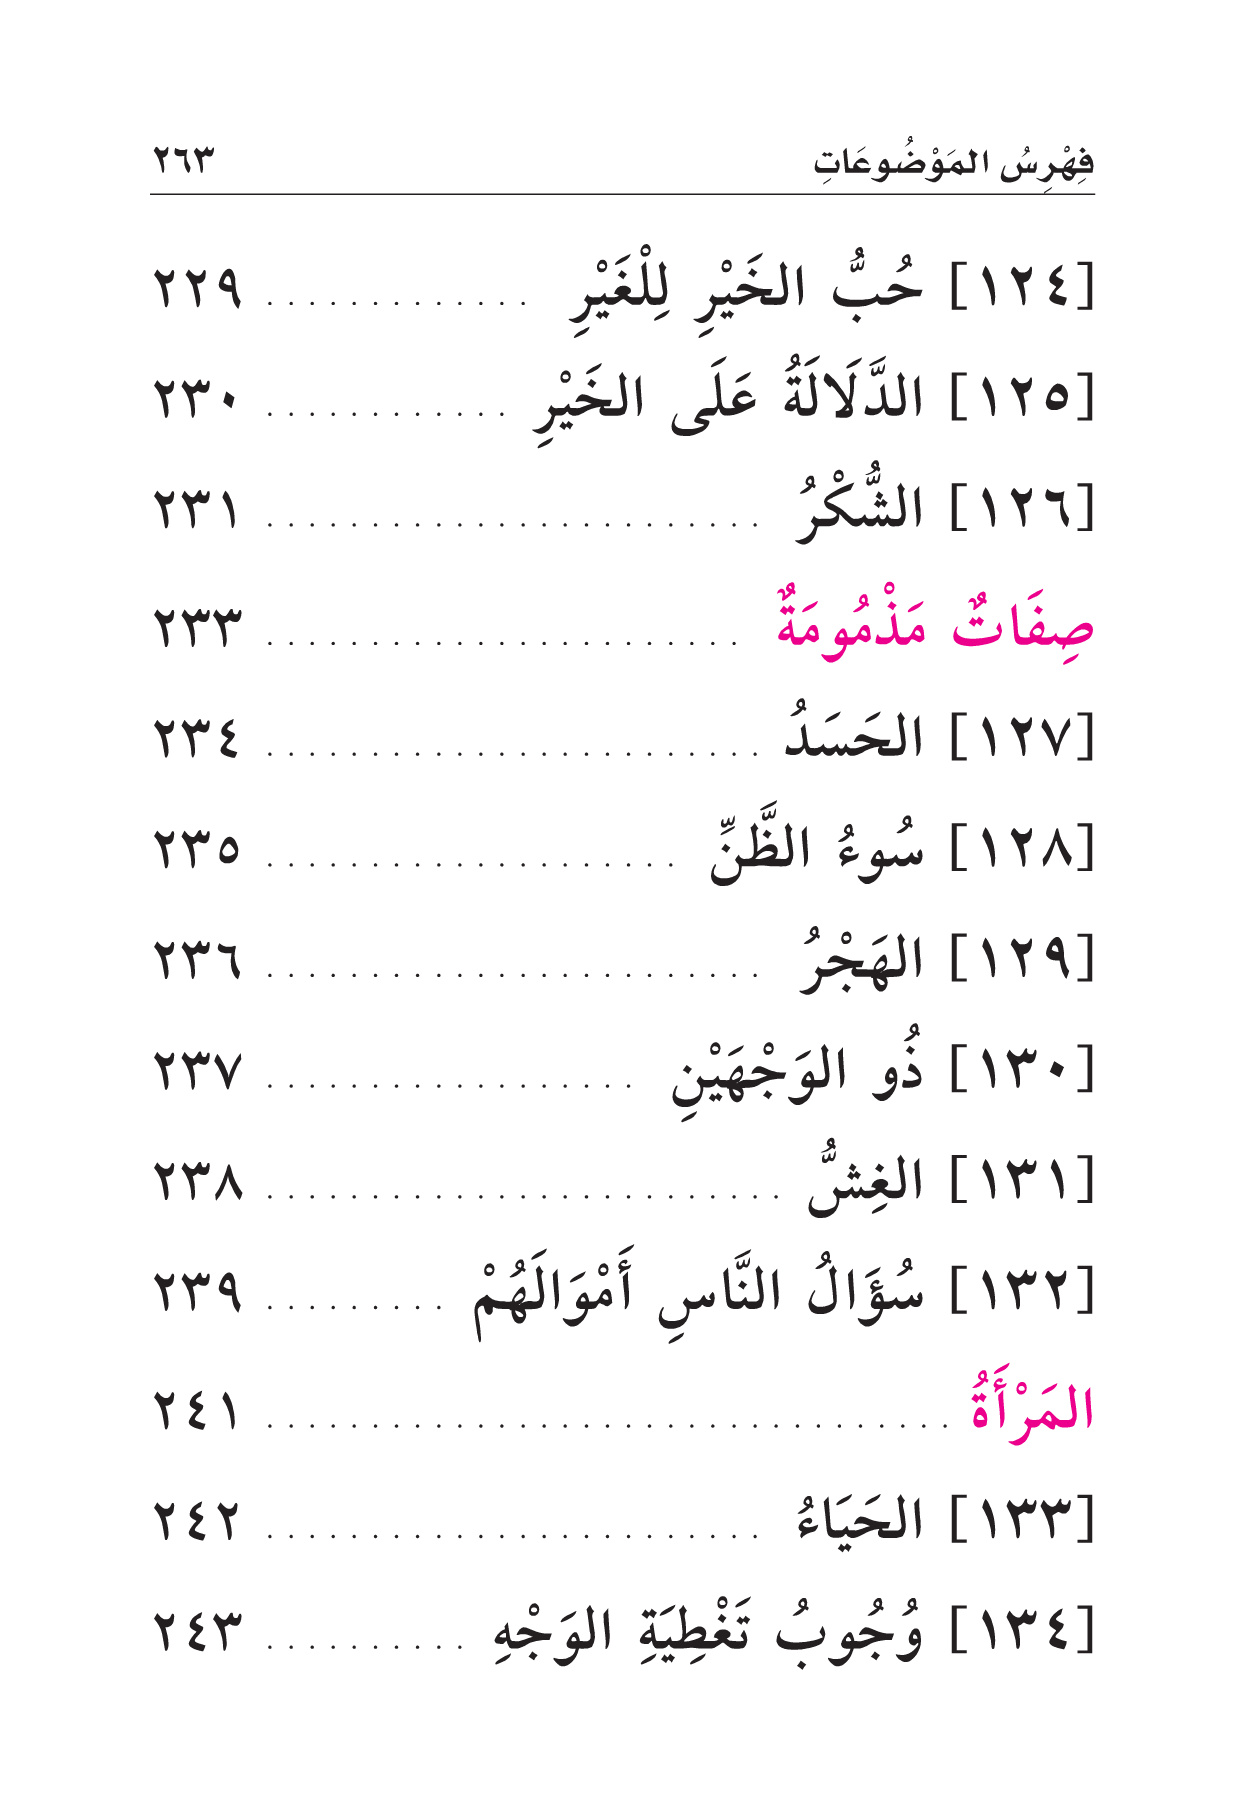 فِهْرِسُ المَوْضُوعَاتِ ٢٦٣
[١٢٤] حُبُّ الخَيْرِ لِلْغَيْرِ . . . . . . . . . . . . . ٢٢٩
[١٢٥] الدَّلَالَةُ عَلَى الخَيْرِ . . . . . . . . . . . . ٢٣٠
[١٢٦] الشُّكْرُ . . . . . . . . . . . . . . . . . . . . . . . . ٢٣١
صِفَاتٌ مَذْمُومَةٌ . . . . . . . . . . . . . . . . . . . . . . . ٢٣٣
[١٢٧] الحَسَدُ . . . . . . . . . . . . . . . . . . . . . . . . ٢٣٤
[١٢٨] سُوءُ الظَّنِّ . . . . . . . . . . . . . . . . . . . . ٢٣٥
[١٢٩] الهَجْرُ . . . . . . . . . . . . . . . . . . . . . . . . ٢٣٦
[١٣٠] ذُو الوَجْهَيْنِ . . . . . . . . . . . . . . . . . . ٢٣٧
[١٣١] الغِشُّ . . . . . . . . . . . . . . . . . . . . . . . . . ٢٣٨
[١٣٢] سُؤَالُ النَّاسِ أَمْوَالَهُمْ . . . . . . . . . ٢٣٩
المَرْأَةُ . . . . . . . . . . . . . . . . . . . . . . . . . . . . . . . . . ٢٤١
[١٣٣] الحَيَاءُ . . . . . . . . . . . . . . . . . . . . . . . . ٢٤٢
[١٣٤] وُجُوبُ تَغْطِيَةِ الوَجْهِ . . . . . . . . . . ٢٤٣